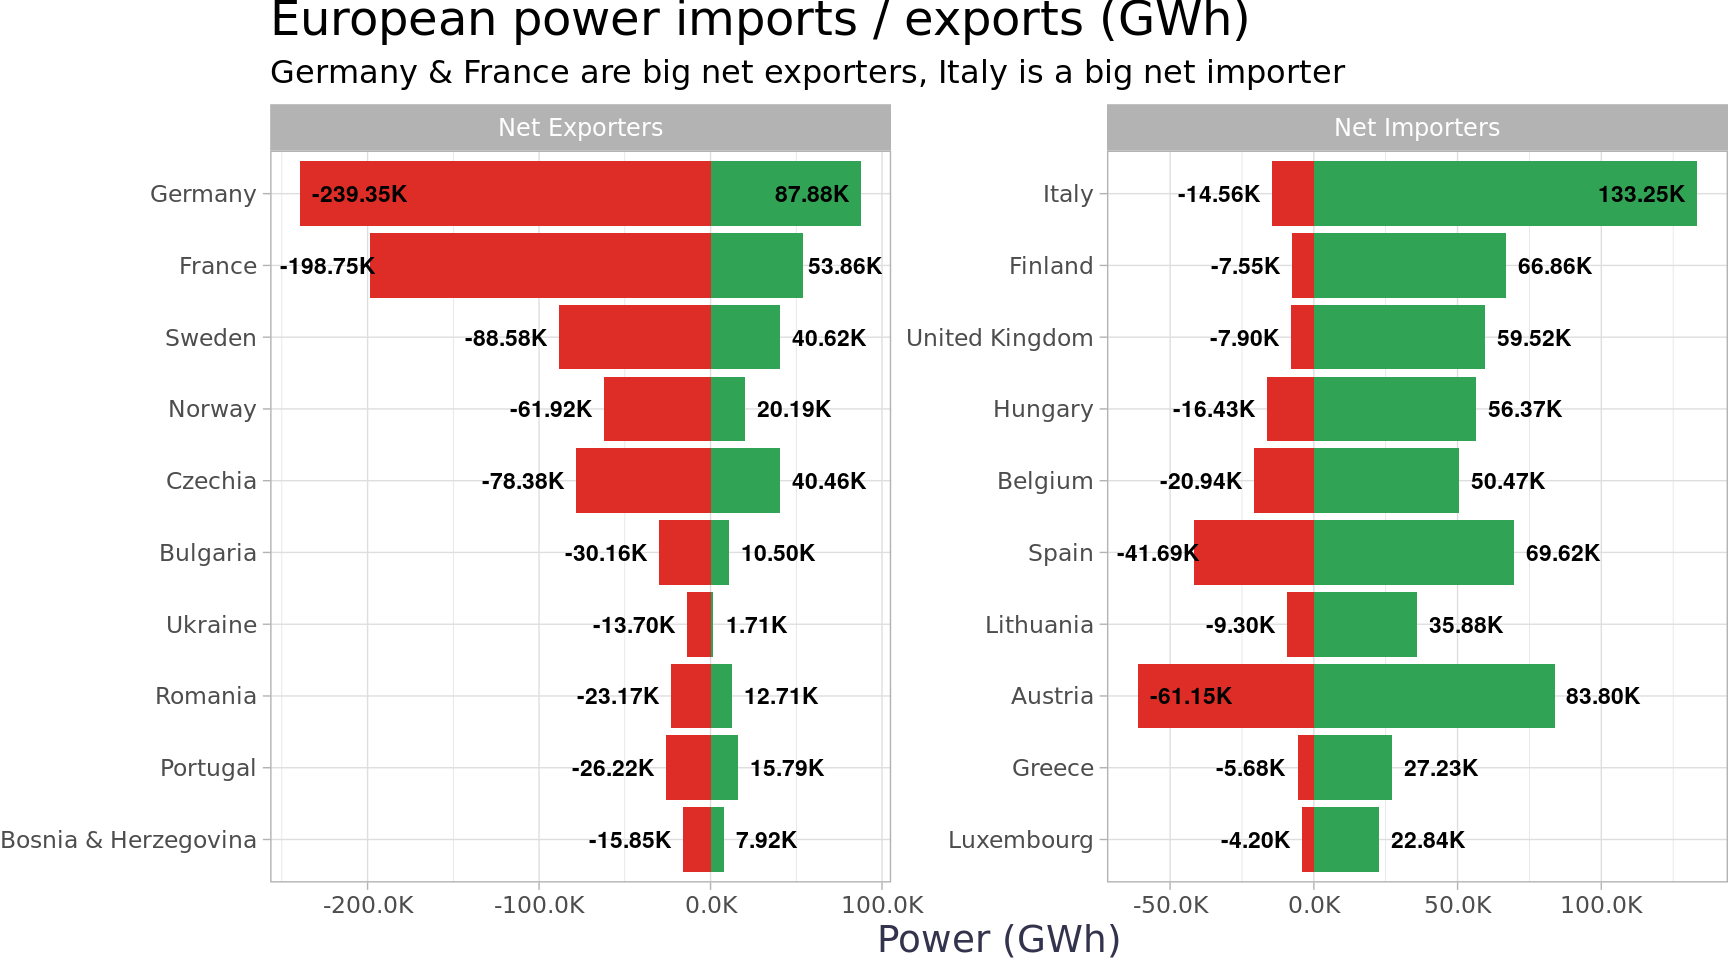 European power imports / exports (GWh)
Germany & France are big net exporters, Italy is a big net importer
Net Exporters
Germany -239.35K 87.88K
France -198.75K 53.86K
Sweden -88.58K 40.62K
Norway -61.92K 20.19K
Czechia -78.38K 40.46K
Bulgaria -30.16K 10.50K
Ukraine -13.70K 1.71K
Romania -23.17K 12.71K
Portugal -26.22K 15.79K
Bosnia & Herzegovina -15.85K 7.92K
-200.0K -100.0K 0.0K 100.0K
Net Importers
Italy -14.56K 133.25K
Finland -7.55K 66.86K
United Kingdom -7.90K 59.52K
Hungary -16.43K 56.37K
Belgium -20.94K 50.47K
Spain -41.69K 69.62K
Lithuania -9.30K 35.88K
Austria -61.15K 83.80K
Greece -5.68K 27.23K
Luxembourg -4.20K 22.84K
-50.0K 0.0K 50.0K 100.0K
Power (GWh)